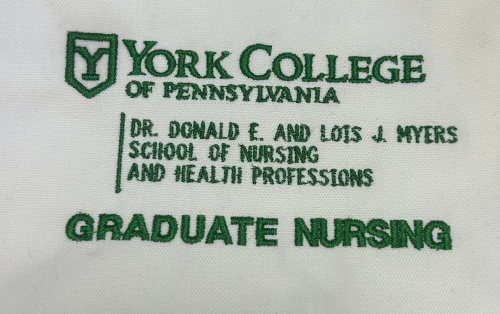 Y YORK COLLEGE
OF PENNSYLVANIA
DR. DONALD E. AND LOIS J. MYERS
SCHOOL OF NURSING
AND HEALTH PROFESSIONS
GRADUATE NURSING